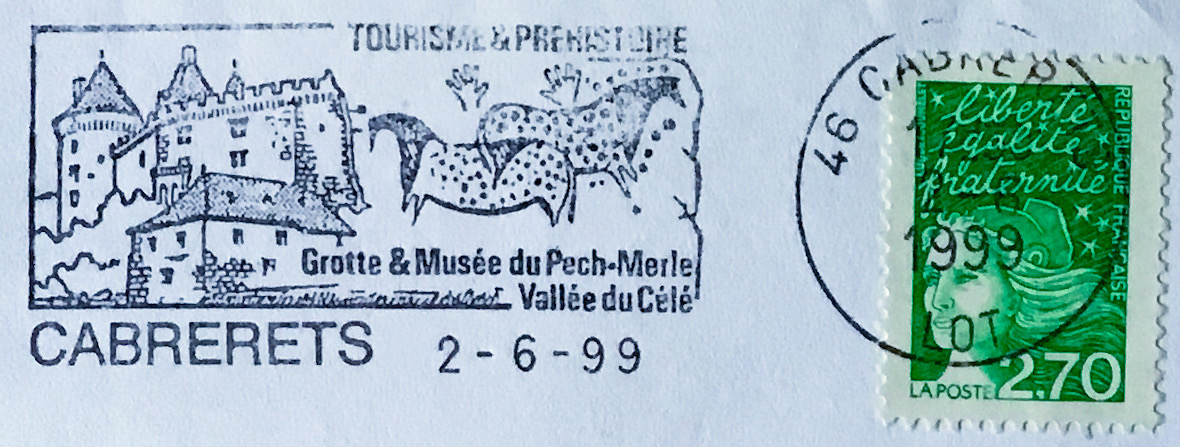 TOURISME & PREHISTOIRE
Grotte & Musée du Pech-Merle
Vallée du Célé
CABRERETS
2-6-99
46
1999
LOT
liberté
égalité
fraternité
REPUBLIQUE FRANÇAISE
LA POSTE
2,70